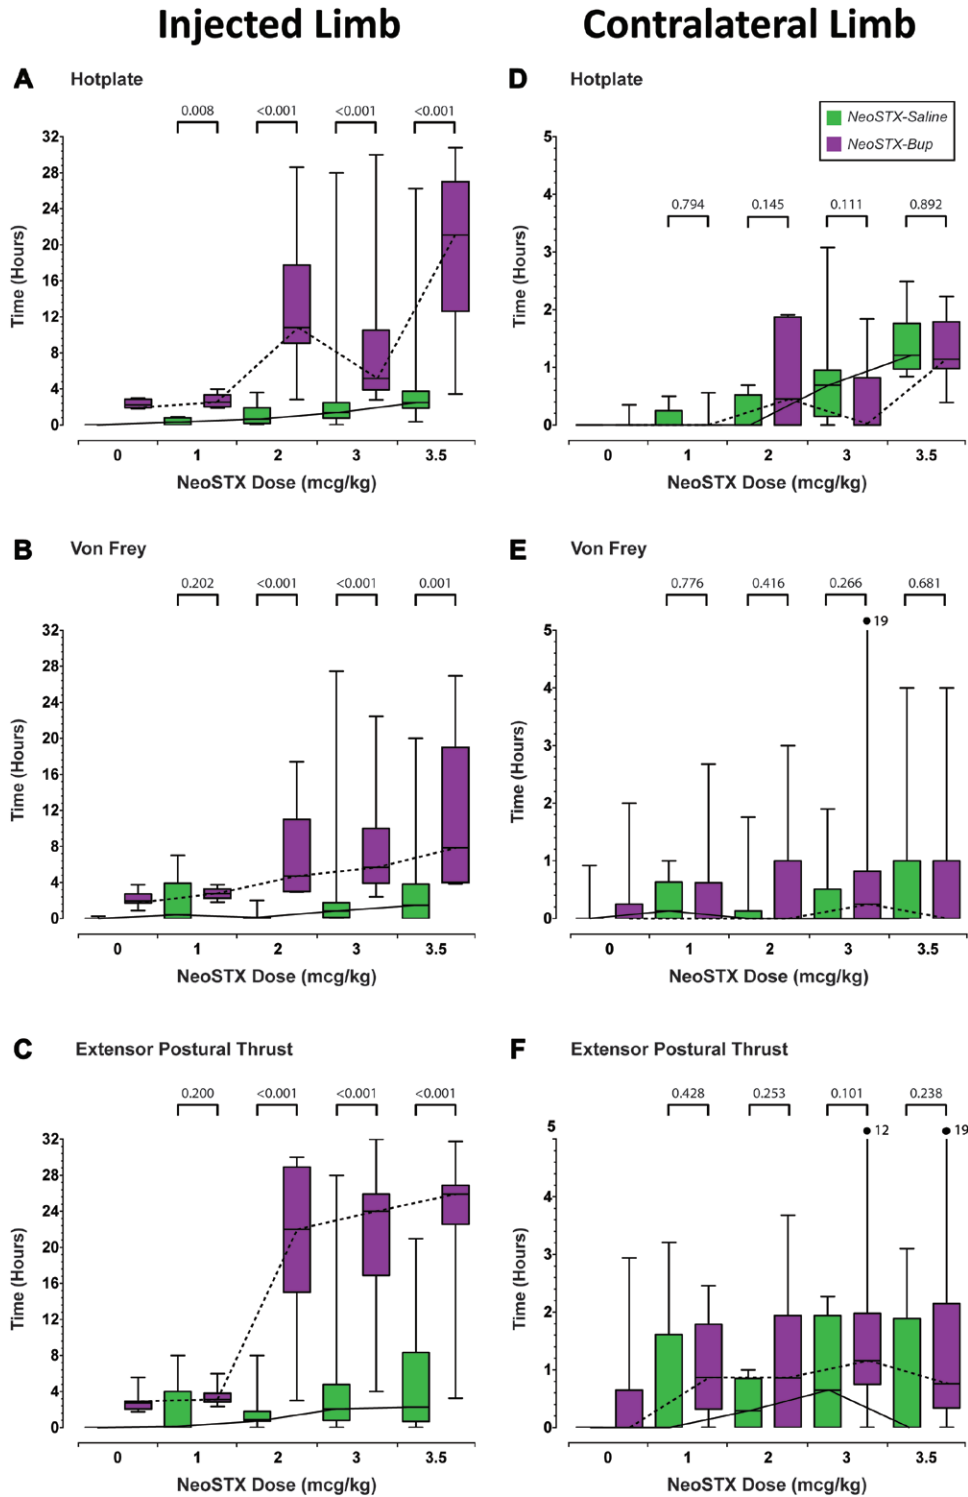 Injected Limb
Contralateral Limb
A Hotplate
0.008 <0.001 <0.001 <0.001
32
28
24
20
16
12
8
4
0
Time (Hours)
0 1 2 3 3.5
NeoSTX Dose (mcg/kg)
D Hotplate
NeoSTX-Saline
NeoSTX-Bup
0.794 0.145 0.111 0.892
5
4
3
2
1
0
Time (Hours)
0 1 2 3 3.5
NeoSTX Dose (mcg/kg)
B Von Frey
0.202 <0.001 <0.001 0.001
32
28
24
20
16
12
8
4
0
Time (Hours)
0 1 2 3 3.5
NeoSTX Dose (mcg/kg)
E Von Frey
0.776 0.416 0.266 0.681
19
5
4
3
2
1
0
Time (Hours)
0 1 2 3 3.5
NeoSTX Dose (mcg/kg)
C Extensor Postural Thrust
0.200 <0.001 <0.001 <0.001
32
28
24
20
16
12
8
4
0
Time (Hours)
0 1 2 3 3.5
NeoSTX Dose (mcg/kg)
F Extensor Postural Thrust
0.428 0.253 0.101 0.238
12 19
5
4
3
2
1
0
Time (Hours)
0 1 2 3 3.5
NeoSTX Dose (mcg/kg)